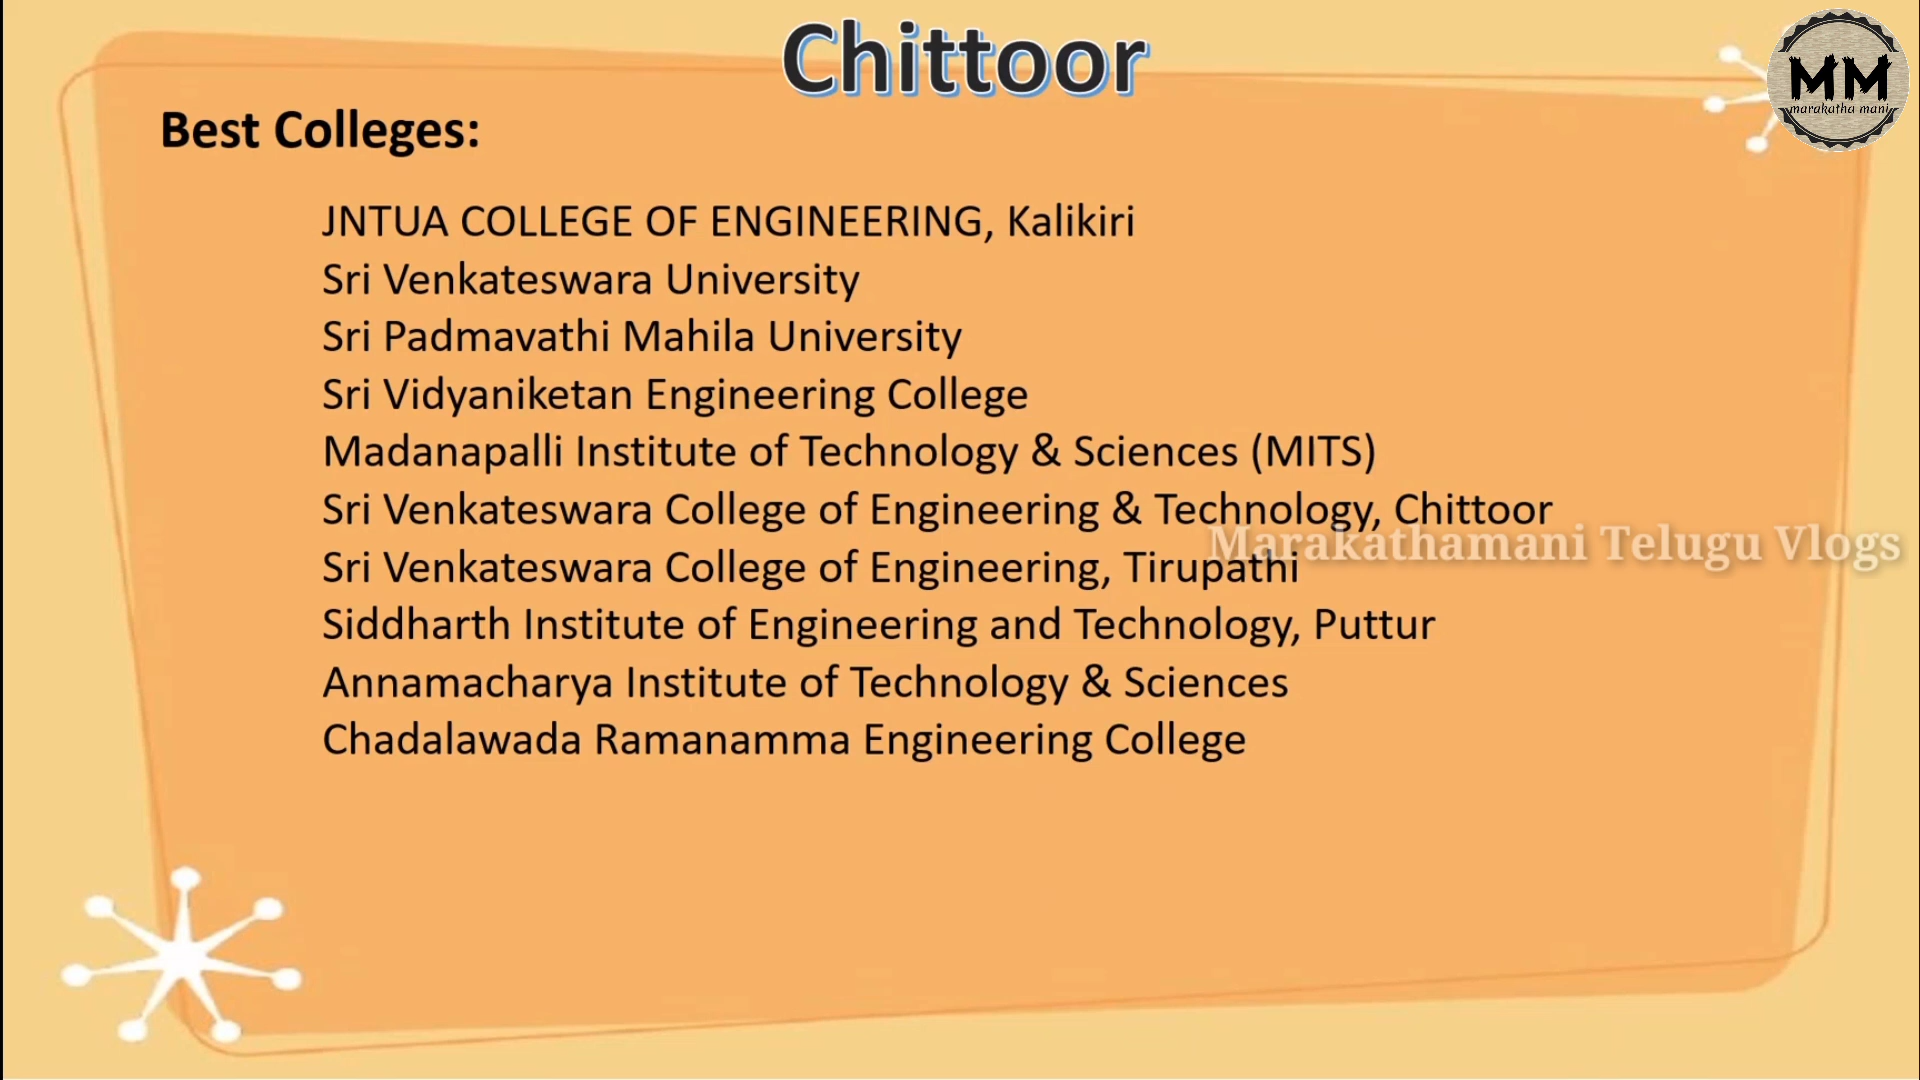 Chittoor
MM
marakatha mani
Best Colleges:
JNTUA COLLEGE OF ENGINEERING, Kalikiri
Sri Venkateswara University
Sri Padmavathi Mahila University
Sri Vidyaniketan Engineering College
Madanapalli Institute of Technology & Sciences (MITS)
Sri Venkateswara College of Engineering & Technology, Chittoor
Marakathamani Telugu Vlogs
Sri Venkateswara College of Engineering, Tirupathi
Siddharth Institute of Engineering and Technology, Puttur
Annamacharya Institute of Technology & Sciences
Chadalawada Ramanamma Engineering College